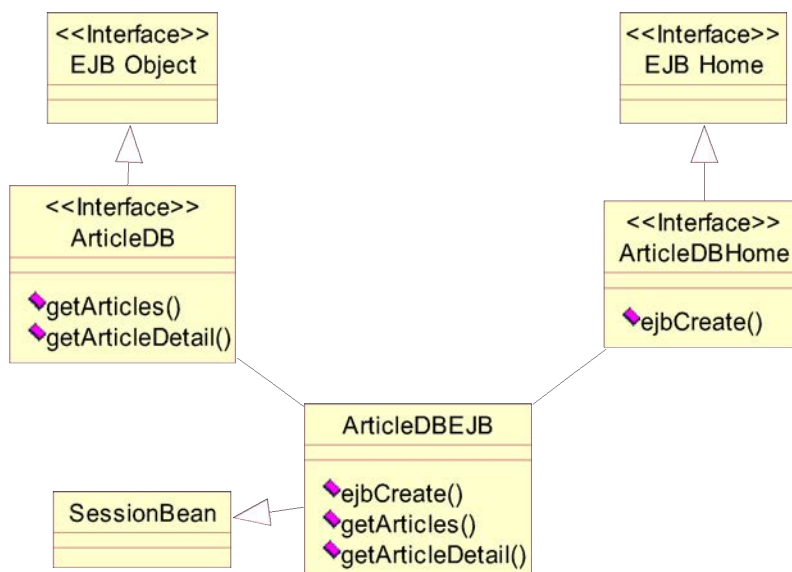 <<Interface>>
EJB Object
<<Interface>>
EJB Home
<<Interface>>
ArticleDB
getArticles()
getArticleDetail()
<<Interface>>
ArticleDBHome
ejbCreate()
ArticleDBEJB
ejbCreate()
getArticles()
getArticleDetail()
SessionBean